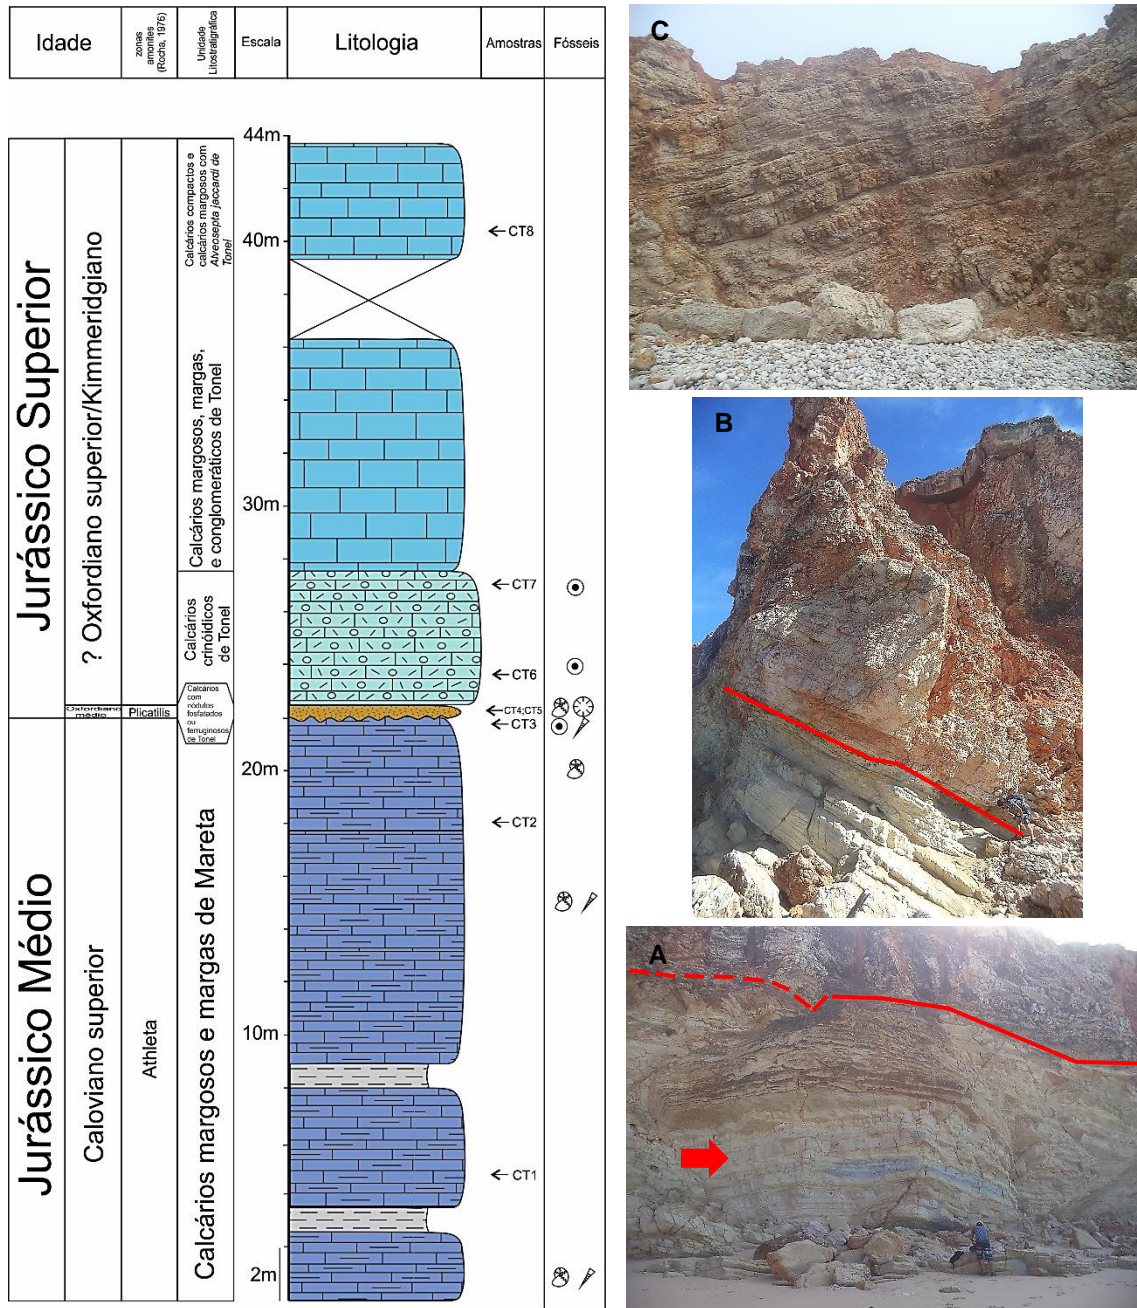 Idade
zonas
amonites
(Rocha, 1976)
Unidade
Litostratigráfica
Escala
Litologia
Amostras
Fósseis
Jurássico Superior
Jurássico Médio
? Oxfordiano superior/Kimmeridgiano
Oxfordiano
médio
Caloviano superior
Plicatilis
Athleta
Calcários compactos e
calcários margosos com
Alveosepta jaccardi de
Tonel
Calcários margosos, margas,
e conglomeráticos de Tonel
Calcários
crinóidicos
de Tonel
Calcários
com
nódulos
fosfatados
ou
ferruginosos
de Tonel
Calcários margosos e margas de Mareta
44m
40m
30m
20m
10m
2m
CT8
CT7
CT6
CT4;CT5
CT3
CT2
CT1
C
B
A